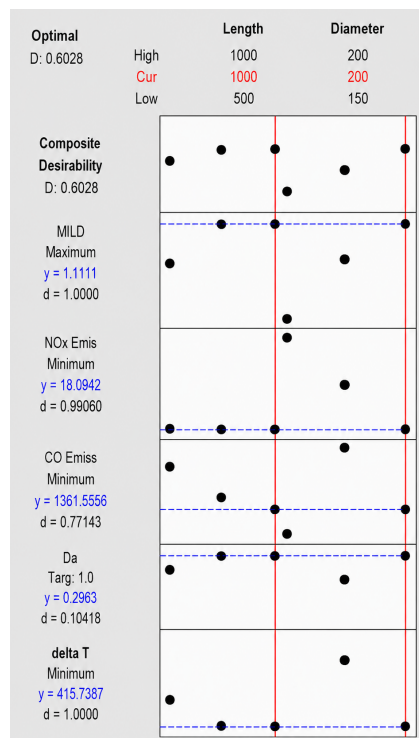 Optimal
D: 0.6028
Length
Diameter
High
1000
200
Cur
1000
200
Low
500
150
Composite
Desirability
D: 0.6028
MILD
Maximum
y = 1.1111
d = 1.0000
NOx Emis
Minimum
y = 18.0942
d = 0.99060
CO Emiss
Minimum
y = 1361.5556
d = 0.77143
Da
Targ: 1.0
y = 0.2963
d = 0.10418
delta T
Minimum
y = 415.7387
d = 1.0000